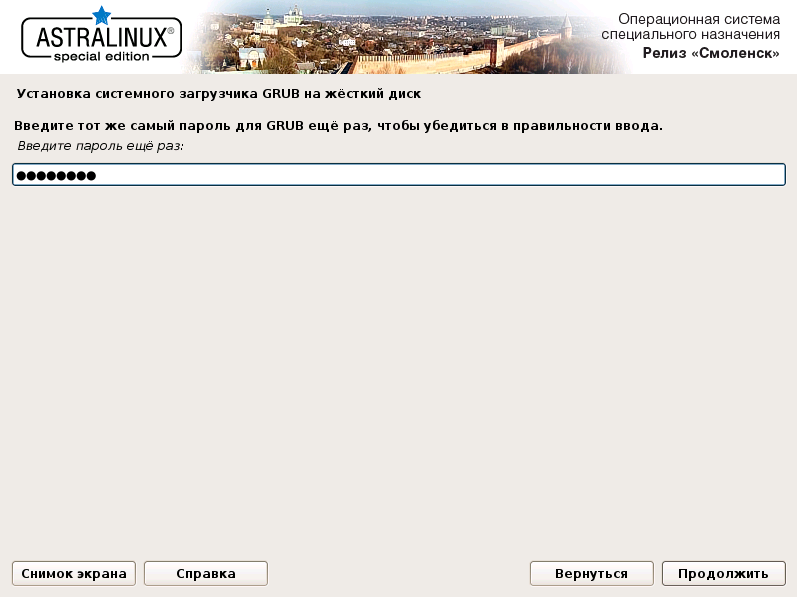 ASTRALINUX®
special edition
Операционная система
специального назначения
Релиз «Смоленск»
Установка системного загрузчика GRUB на жёсткий диск
Введите тот же самый пароль для GRUB ещё раз, чтобы убедиться в правильности ввода.
Введите пароль ещё раз:
●●●●●●●●
Снимок экрана
Справка
Вернуться
Продолжить